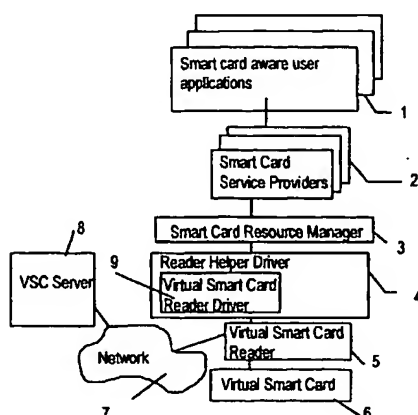 Smart card aware user
applications
1
Smart Card
Service Providers
2
Smart Card Resource Manager
3
8
VSC Server
9
Reader Helper Driver
Virtual Smart Card
Reader Driver
4
Network
7
Virtual Smart Card
Reader
5
Virtual Smart Card
6